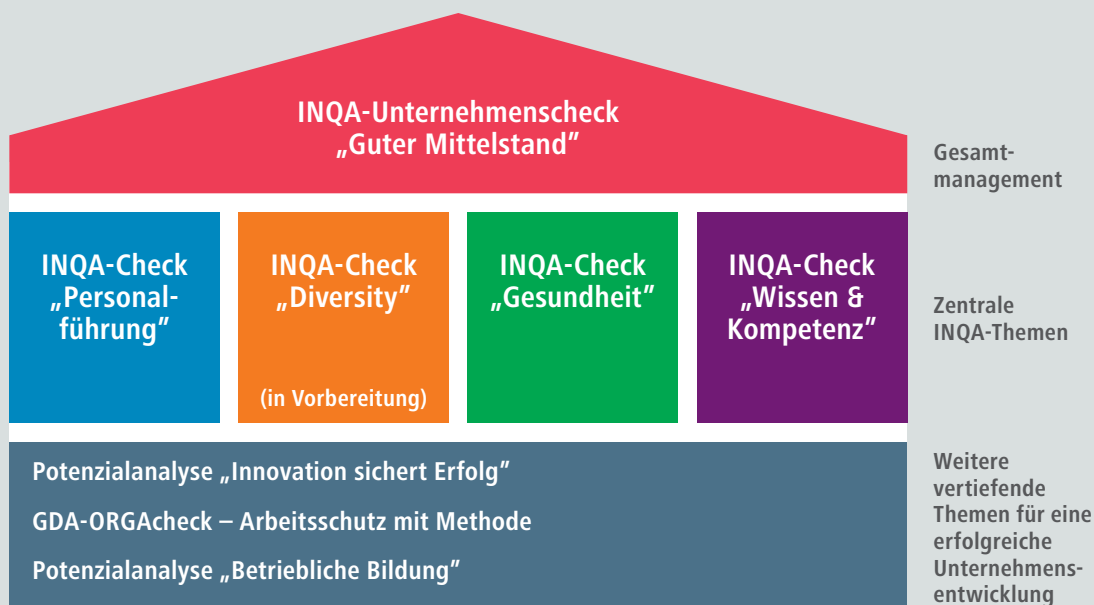 INQA-Unternehmenscheck
„Guter Mittelstand“
Gesamt-
management
INQA-Check
„Personal-
führung“
INQA-Check
„Diversity“
(in Vorbereitung)
INQA-Check
„Gesundheit“
INQA-Check
„Wissen &
Kompetenz“
Zentrale
INQA-Themen
Potenzialanalyse „Innovation sichert Erfolg“
GDA-ORGAcheck – Arbeitsschutz mit Methode
Potenzialanalyse „Betriebliche Bildung“
Weitere
vertiefende
Themen für eine
erfolgreiche
Unternehmens-
entwicklung